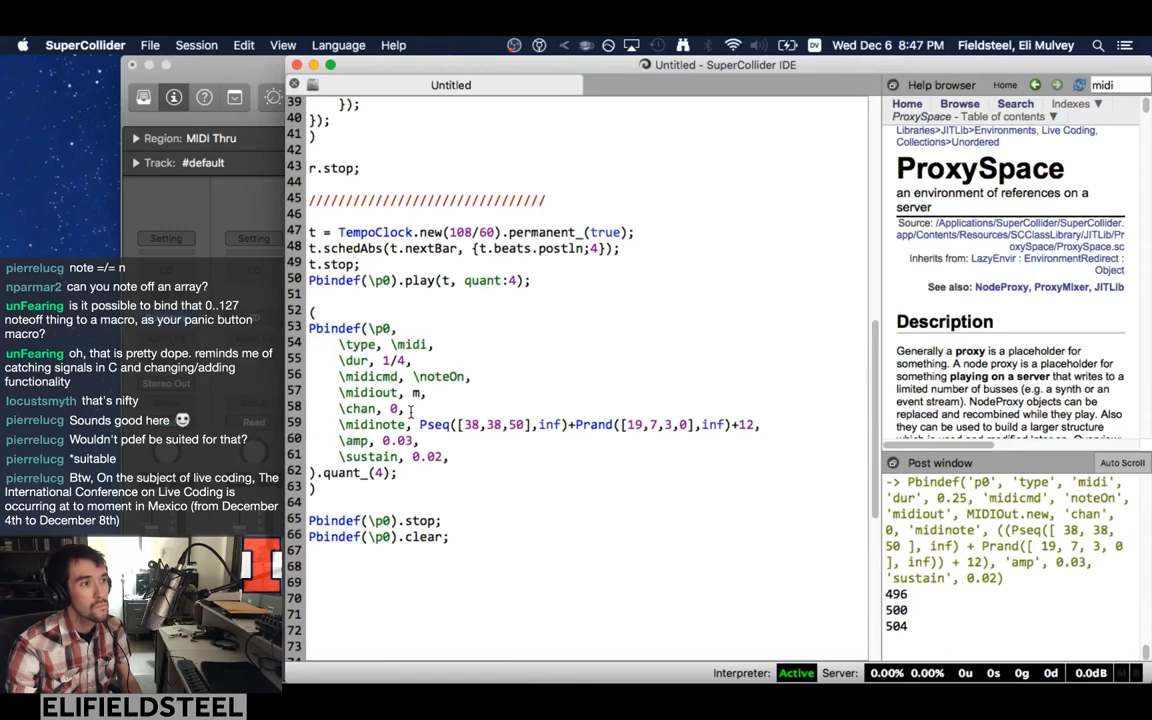 SuperCollider File Session Edit View Language Help
DV Wed Dec 6 8:47 PM Fieldsteel, Eli Mulvey
Region: MIDI Thru
Track: #default
Setting Setting
Stereo Out
Read
pierrelucg note =/= n
nparmar2 can you note off an array?
unFearing is it possible to bind that 0..127
noteoff thing to a macro, as your panic button
macro?
unFearing oh, that is pretty dope. reminds me of
catching signals in C and changing/adding
functionality
locustsmyth that's nifty
pierrelucg Sounds good here
pierrelucg Wouldn't pdef be suited for that?
pierrelucg *suitable
pierrelucg Btw, On the subject of live coding, The
International Conference on Live Coding is
occurring at to moment in Mexico (from December
4th to December 8th)
ELIFIELDSTEEL
Untitled - SuperCollider IDE
Untitled
39 });
40 });
41 )
42
43 r.stop;
44
45 ////////////////////////////////
46
47 t = TempoClock.new(108/60).permanent_(true);
48 t.schedAbs(t.nextBar, {t.beats.postln;4});
49 t.stop;
50 Pbindef(\p0).play(t, quant:4);
51
52 (
53 Pbindef(\p0,
54 \type, \midi,
55 \dur, 1/4,
56 \midicmd, \noteOn,
57 \midiout, m,
58 \chan, 0,
59 \midinote, Pseq([38,38,50],inf)+Prand([19,7,3,0],inf)+12,
60 \amp, 0.03,
61 \sustain, 0.02,
62 ).quant_(4);
63 )
64
65 Pbindef(\p0).stop;
66 Pbindef(\p0).clear;
67
68
69
70
71
72
73
Help browser Home midi
Home Browse Search Indexes ▼
ProxySpace - Table of contents ▼
Libraries>JITLib>Environments, Live Coding,
Collections>Unordered
ProxySpace
an environment of references on a
server
Source: /Applications/SuperCollider/SuperCollider.
app/Contents/Resources/SCClassLibrary/JITLib/Pr
oxySpace/ProxySpace.sc
Inherits from: LazyEnvir : EnvironmentRedirect :
Object
See also: NodeProxy, ProxyMixer, JITLib
Description
Generally a proxy is a placeholder for
something. A node proxy is a placeholder for
something playing on a server that writes to a
limited number of busses (e.g. a synth or an
event stream). NodeProxy objects can be
replaced and recombined while they play. Also
they can be used to build a larger structure
Post window Auto Scroll
-> Pbindef('p0', 'type', 'midi',
'dur', 0.25, 'midicmd', 'noteOn',
'midiout', MIDIOut.new, 'chan',
0, 'midinote', ((Pseq([ 38, 38,
50 ], inf) + Prand([ 19, 7, 3, 0
], inf)) + 12), 'amp', 0.03,
'sustain', 0.02)
496
500
504
Interpreter: Active Server: 0.00% 0.00% 0u 0s 0g 0d 0.0dB